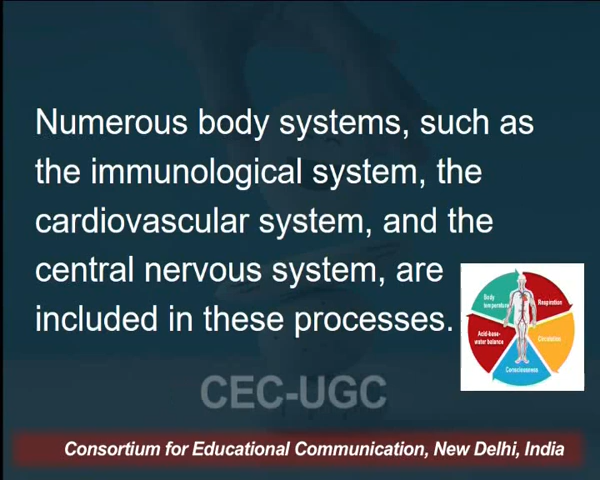 Numerous body systems, such as
the immunological system, the
cardiovascular system, and the
central nervous system, are
included in these processes.
Body
temperature
Respiration
Acid-base-
water balance
Circulation
Consciousness
CEC-UGC
Consortium for Educational Communication, New Delhi, India